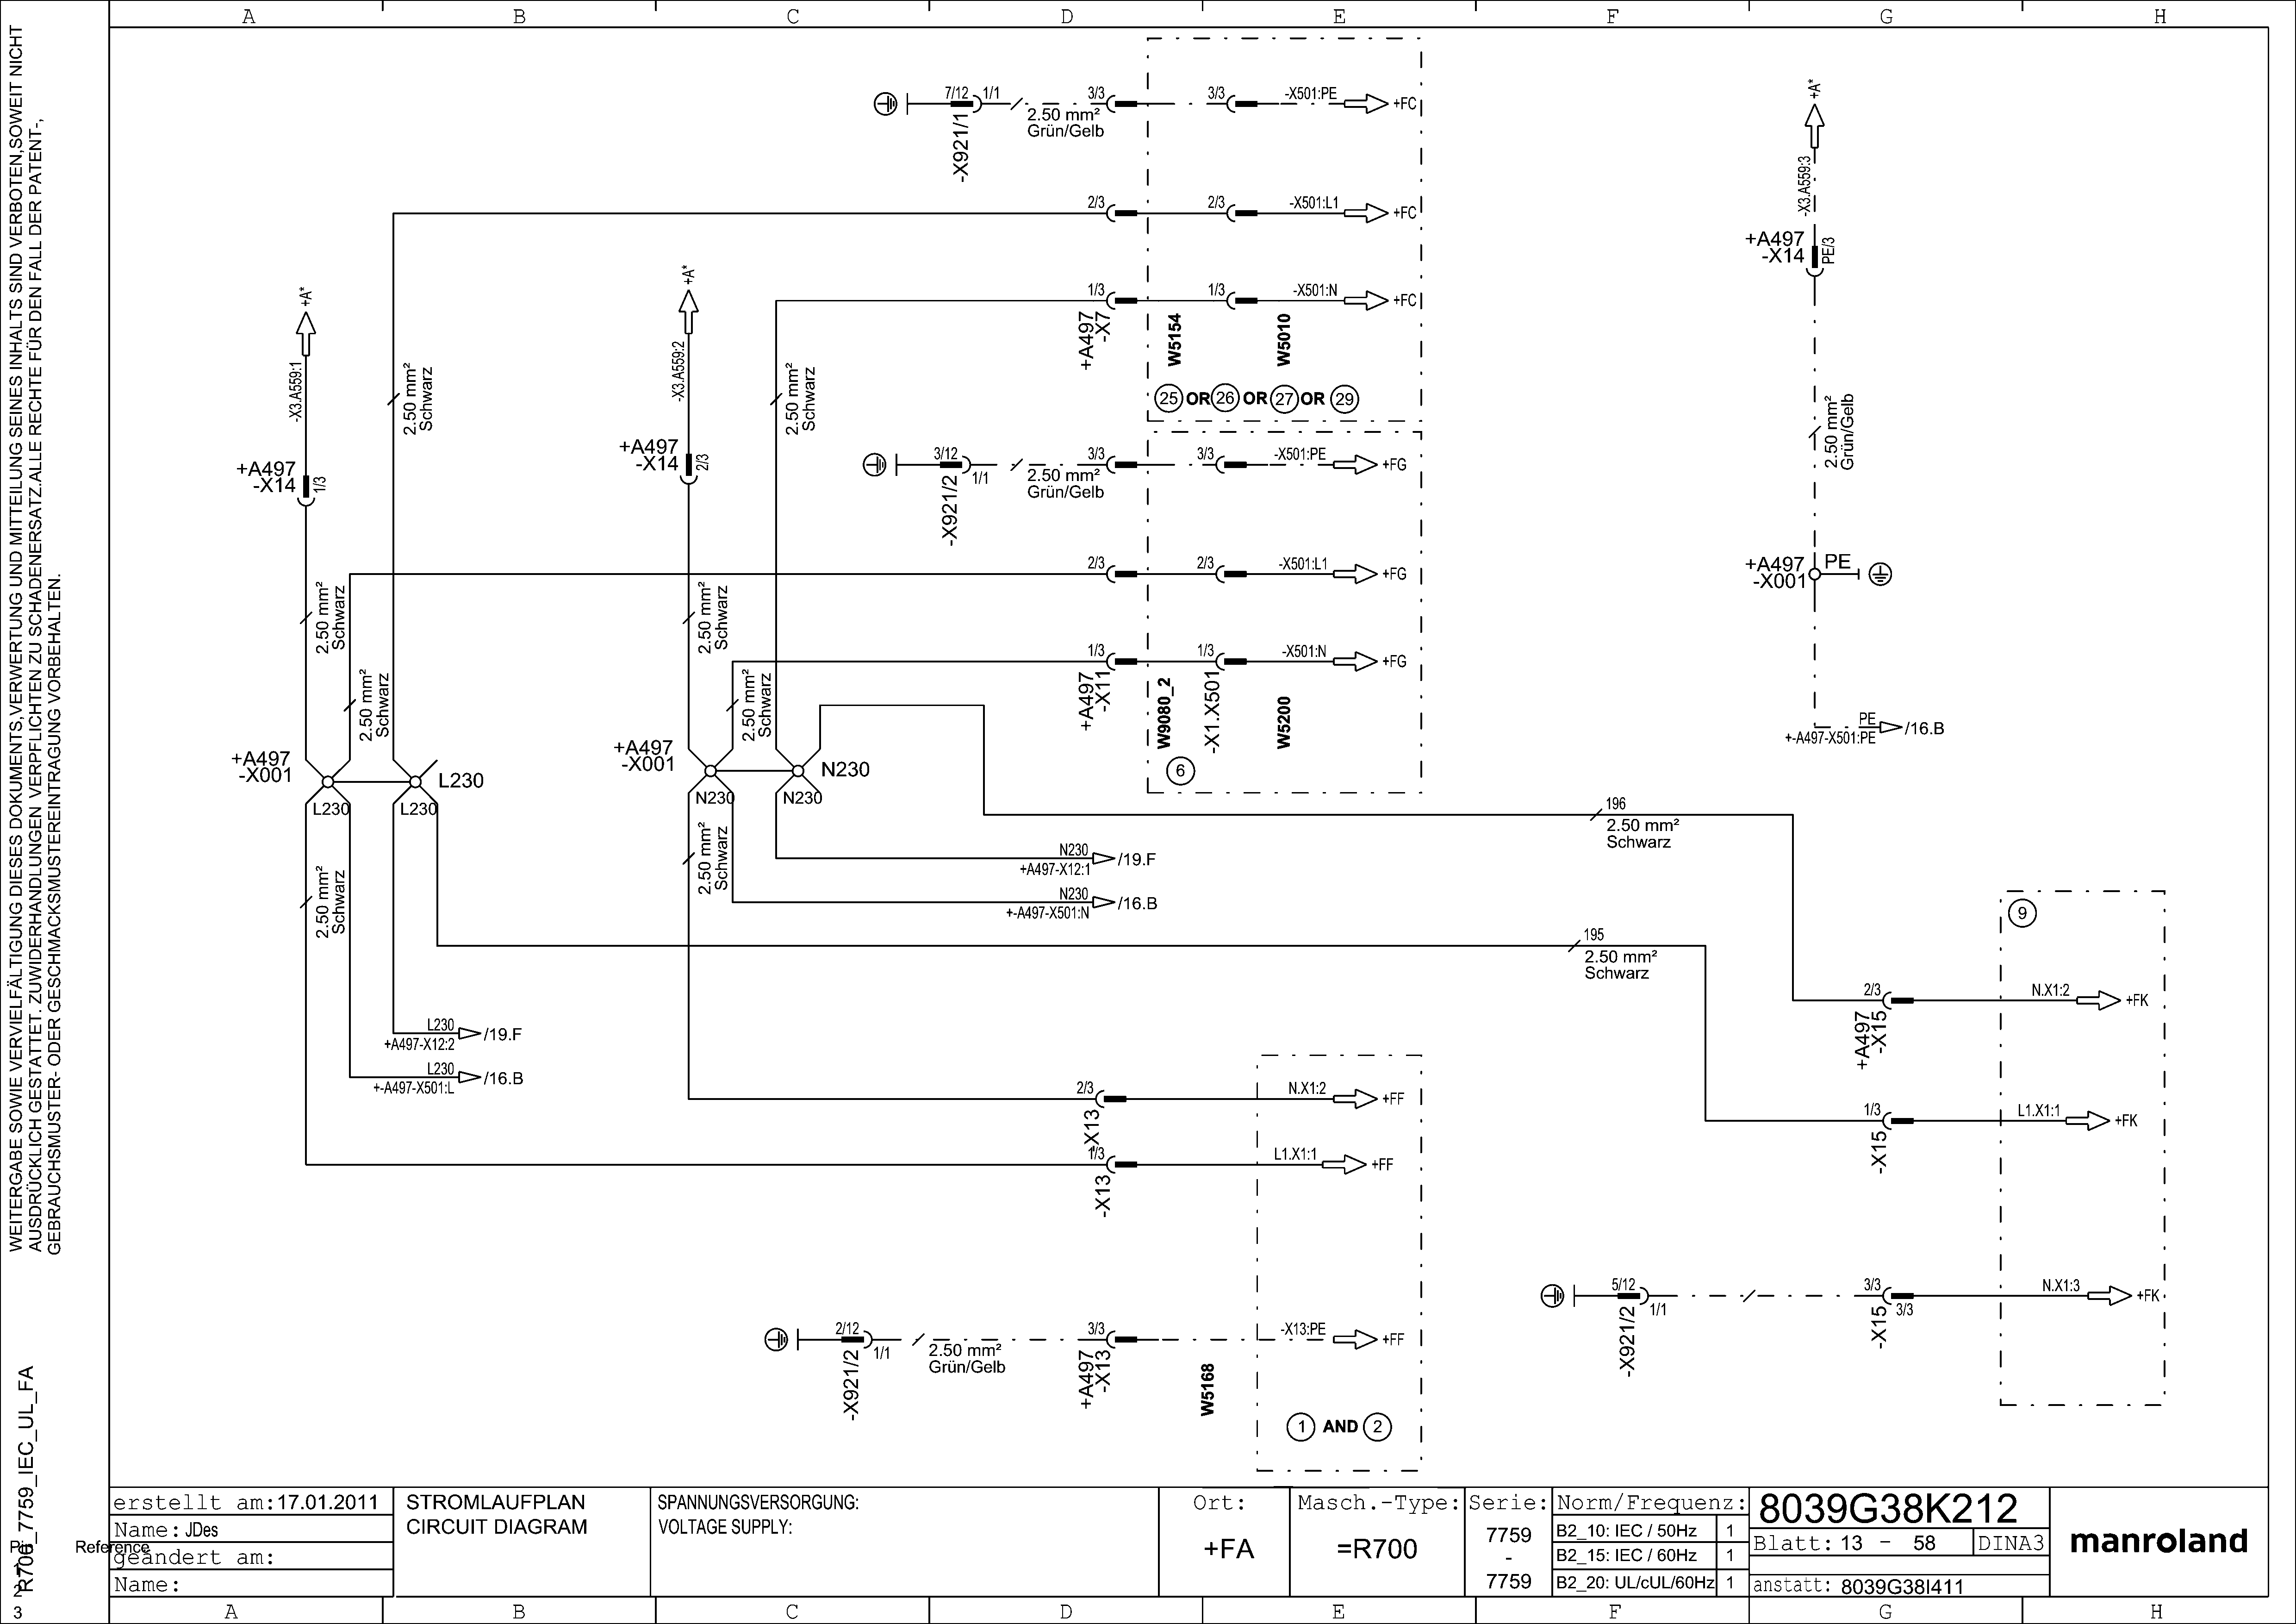 A B C D E F G H
WEITERGABE SOWIE VERVIELFÄLTIGUNG DIESES DOKUMENTS,VERWERTUNG UND MITTEILUNG SEINES INHALTS SIND VERBOTEN,SOWEIT NICHT
AUSDRÜCKLICH GESTATTET. ZUWIDERHANDLUNGEN VERPFLICHTEN ZU SCHADENERSATZ.ALLE RECHTE FÜR DEN FALL DER PATENT-,
GEBRAUCHSMUSTER- ODER GESCHMACKSMUSTEREINTRAGUNG VORBEHALTEN.
R700_7759_IEC_UL_FA
7/12 1/1 3/3 3/3 -X501:PE +FC
-X921/1
2.50 mm²
Grün/Gelb
2/3 2/3 -X501:L1 +FC
1/3 1/3 -X501:N +FC
+A497
-X7
W5154
W5010
25 OR 26 OR 27 OR 29
+A*
-X3.A559:3
+A497
-X14
PE/3
2.50 mm²
Grün/Gelb
+A497
-X001
PE
PE
+-A497-X501:PE
/16.B
+A*
-X3.A559:1
+A497
-X14
1/3
2.50 mm²
Schwarz
+A*
-X3.A559:2
+A497
-X14
2/3
2.50 mm²
Schwarz
3/12 1/1 3/3 3/3 -X501:PE +FG
-X921/2
2.50 mm²
Grün/Gelb
2/3 2/3 -X501:L1 +FG
1/3 1/3 -X501:N +FG
+A497
-X11
W9080_2
-X1.X501
W5200
6
2.50 mm²
Schwarz
2.50 mm²
Schwarz
2.50 mm²
Schwarz
2.50 mm²
Schwarz
+A497
-X001
L230
L230
L230
+A497
-X001
N230
N230
N230
2.50 mm²
Schwarz
2.50 mm²
Schwarz
196
2.50 mm²
Schwarz
N230
+A497-X12:1
/19.F
N230
+-A497-X501:N
/16.B
195
2.50 mm²
Schwarz
L230
+A497-X12:2
/19.F
L230
+-A497-X501:L
/16.B
9
2/3 N.X1:2 +FK
+A497
-X15
1/3 L1.X1:1 +FK
-X15
5/12 1/1 3/3 3/3 N.X1:3 +FK
-X921/2
-X15
2/3 N.X1:2 +FF
-X13
1/3 L1.X1:1 +FF
-X13
2/12 1/1 3/3 -X13:PE +FF
-X921/2
2.50 mm²
Grün/Gelb
+A497
-X13
W5168
1 AND 2
erstellt am:17.01.2011
Name: JDes
geändert am:
Name:
Reference
1
2
3
STROMLAUFPLAN
CIRCUIT DIAGRAM
SPANNUNGSVERSORGUNG:
VOLTAGE SUPPLY:
Ort:
+FA
Masch.-Type:
=R700
Serie:
7759
-
7759
Norm/Frequenz:
B2_10: IEC / 50Hz 1
B2_15: IEC / 60Hz 1
B2_20: UL/cUL/60Hz 1
8039G38K212
Blatt: 13 - 58 DINA3
anstatt: 8039G38I411
manroland
A B C D E F G H